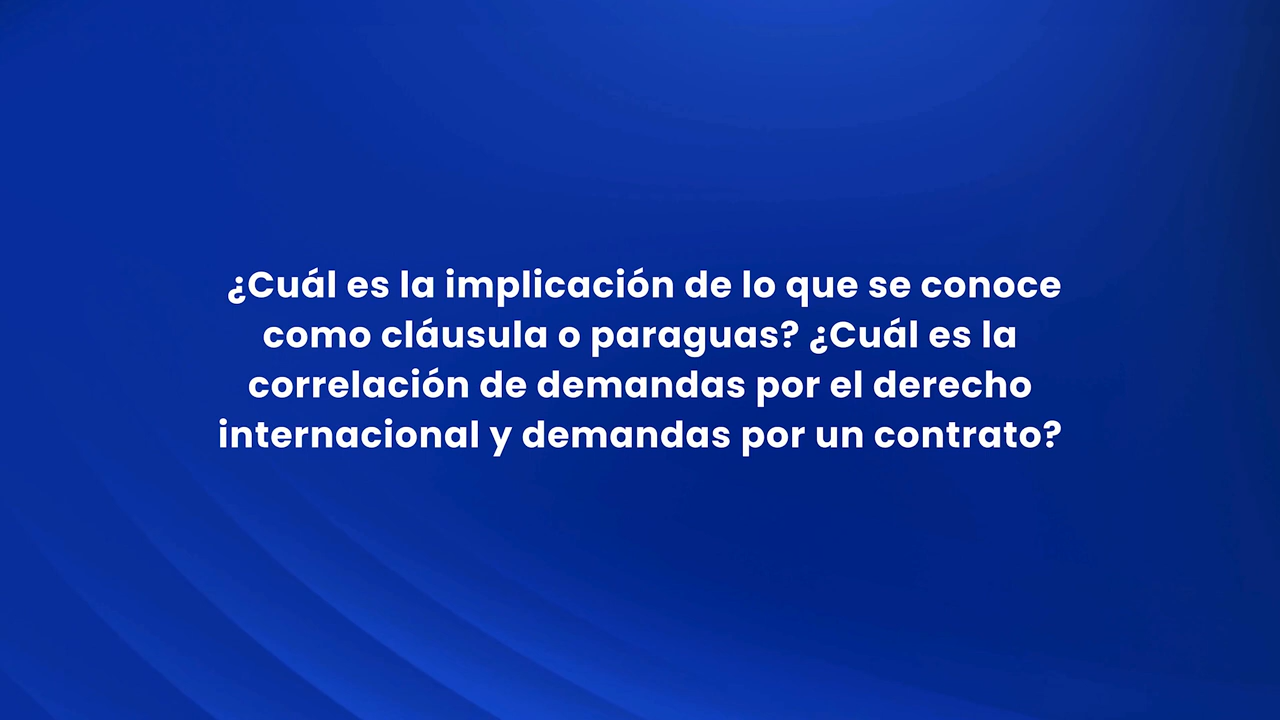 ¿Cuál es la implicación de lo que se conoce
como cláusula o paraguas? ¿Cuál es la
correlación de demandas por el derecho
internacional y demandas por un contrato?